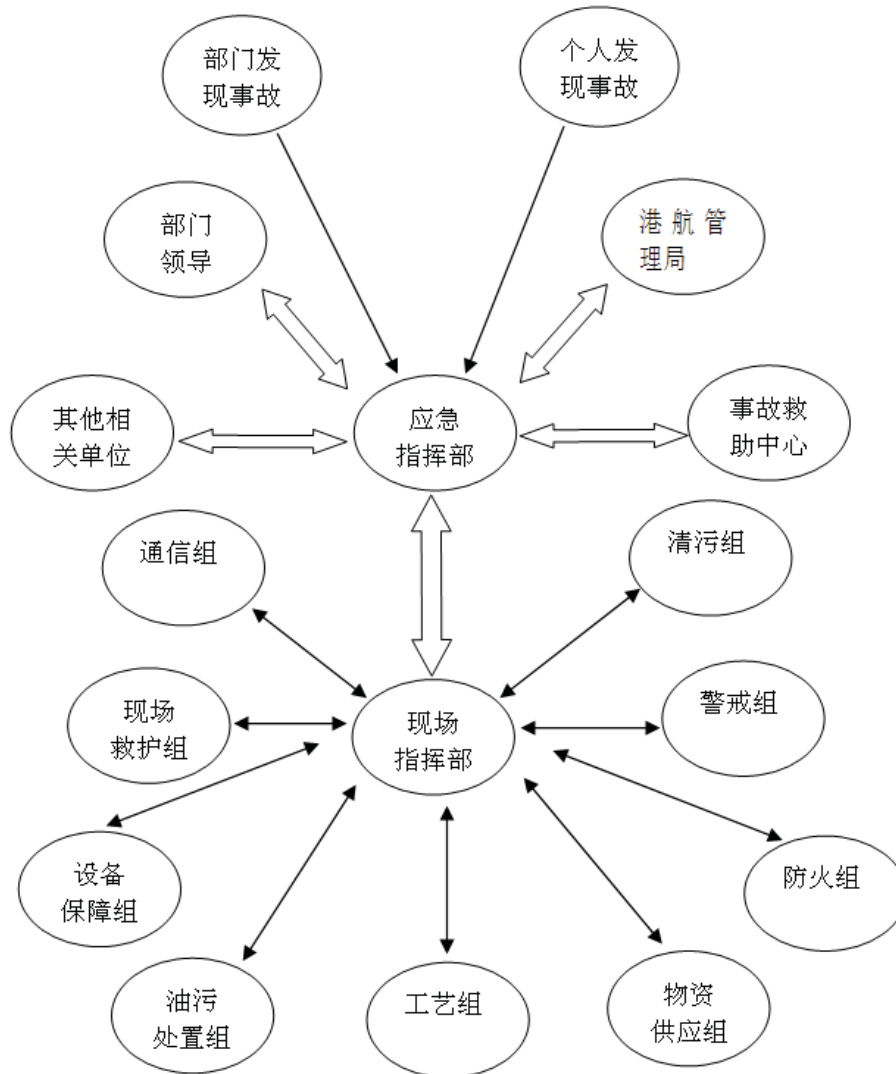 部门发
现事故
个人发
现事故
部门
领导
港航管
理局
其他相
关单位
应急
指挥部
事故救
助中心
通信组
清污组
现场
救护组
现场
指挥部
警戒组
设备
保障组
防火组
油污
处置组
工艺组
物资
供应组